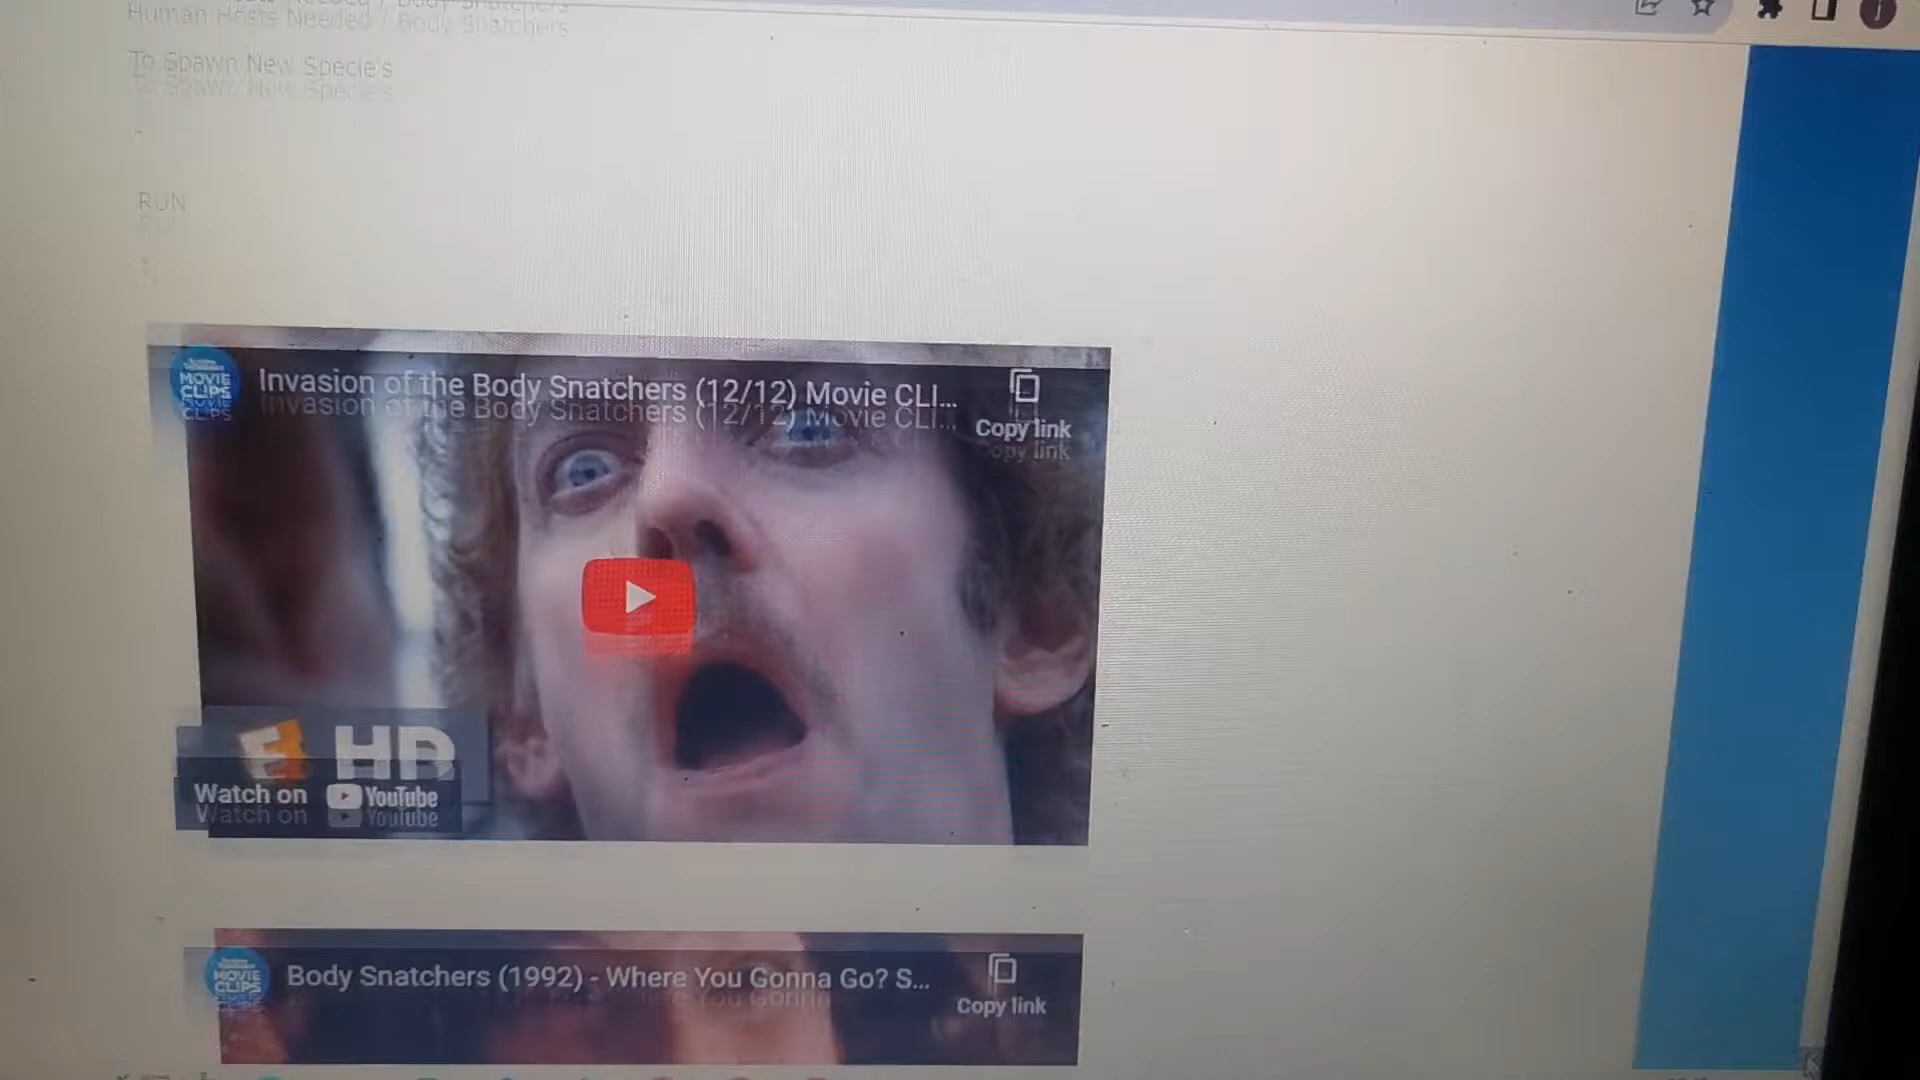 Human Hosts Needed / Body Snatchers
To Spawn New Specie's
RUN
MOVIE CLIPS
Invasion of the Body Snatchers (12/12) Movie CLI...
Copy link
HD
Watch on YouTube
MOVIE CLIPS
Body Snatchers (1992) - Where You Gonna Go? S...
Copy link